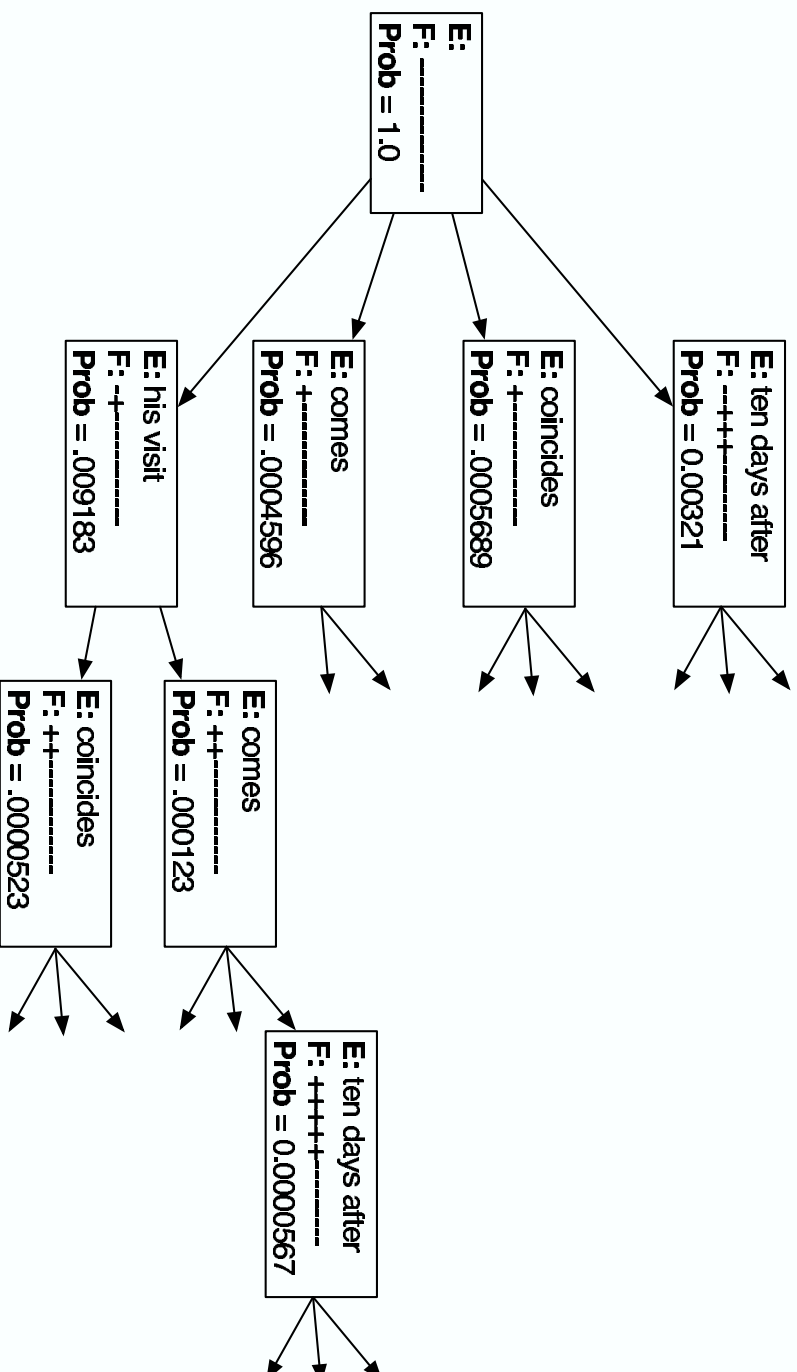 E:
F: -------------
Prob = 1.0
E: ten days after
F: --+++--------
Prob = 0.00321
E: coincides
F: +------------
Prob = .0005689
E: comes
F: +------------
Prob = .0004596
E: his visit
F: -+-----------
Prob = .009183
E: comes
F: ++-----------
Prob = .000123
E: coincides
F: ++-----------
Prob = .0000523
E: ten days after
F: +++++--------
Prob = 0.0000567